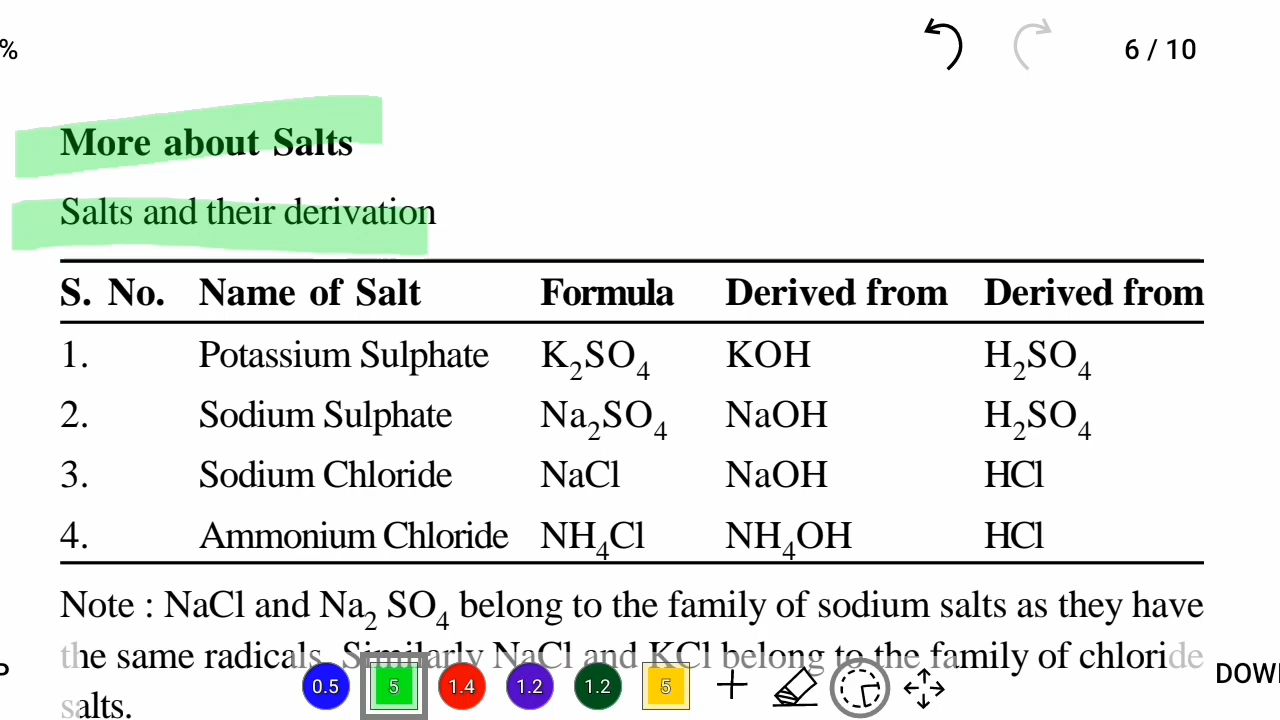 %
6 / 10
More about Salts
Salts and their derivation
S. No. Name of Salt Formula Derived from Derived from
1. Potassium Sulphate K₂SO₄ KOH H₂SO₄
2. Sodium Sulphate Na₂SO₄ NaOH H₂SO₄
3. Sodium Chloride NaCl NaOH HCl
4. Ammonium Chloride NH₄Cl NH₄OH HCl
Note : NaCl and Na₂ SO₄ belong to the family of sodium salts as they have
the same radicals. Similarly NaCl and KCl belong to the family of chloride
salts.
0.5 5 1.4 1.2 1.2 5